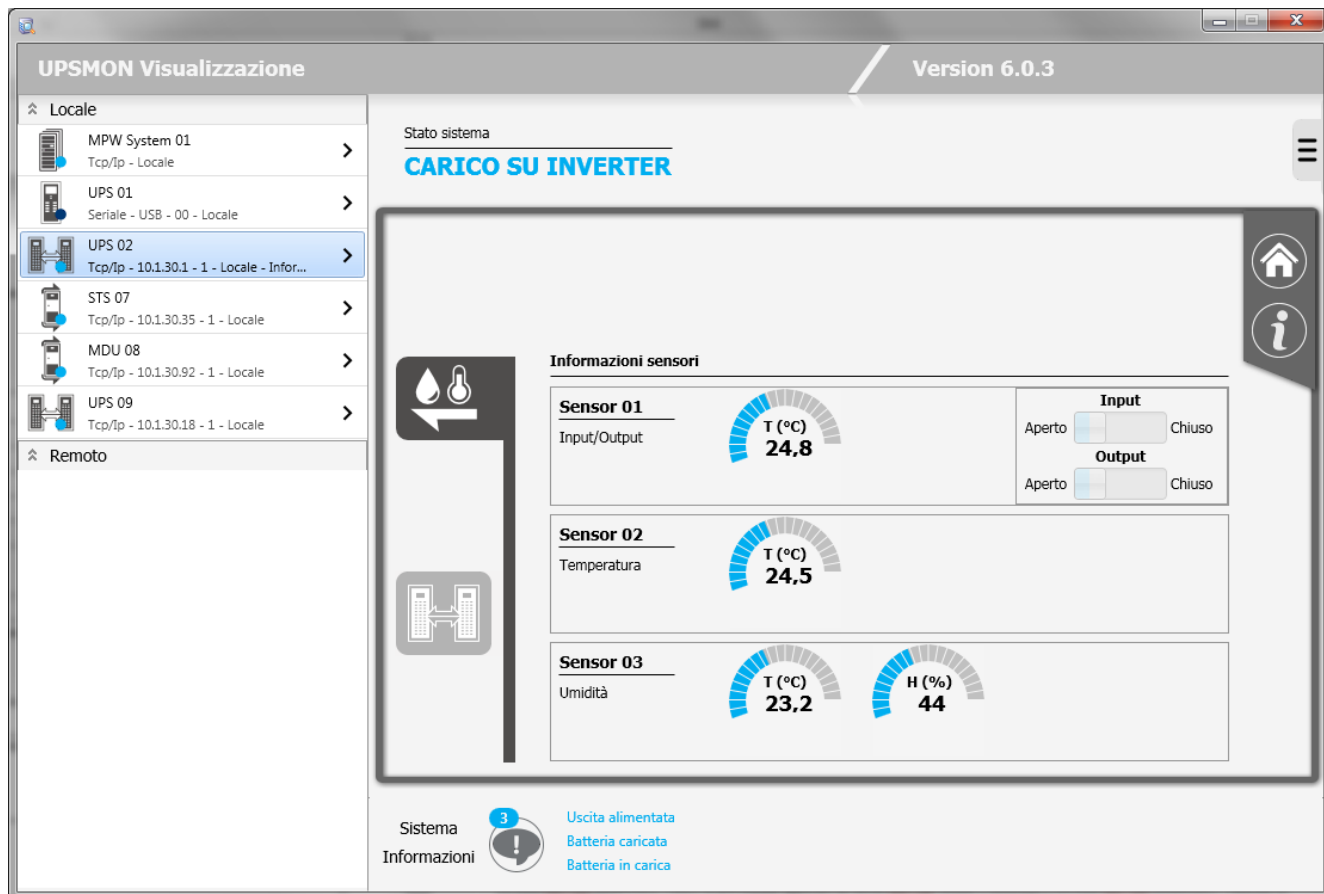 UPSMON Visualizzazione
Version 6.0.3
Locale
MPW System 01
Tcp/Ip - Locale
UPS 01
Seriale - USB - 00 - Locale
UPS 02
Tcp/Ip - 10.1.30.1 - 1 - Locale - Infor...
STS 07
Tcp/Ip - 10.1.30.35 - 1 - Locale
MDU 08
Tcp/Ip - 10.1.30.92 - 1 - Locale
UPS 09
Tcp/Ip - 10.1.30.18 - 1 - Locale
Remoto
Stato sistema
CARICO SU INVERTER
Informazioni sensori
Sensor 01
Input/Output
T (°C)
24,8
Input
Aperto Chiuso
Output
Aperto Chiuso
Sensor 02
Temperatura
T (°C)
24,5
Sensor 03
Umidità
T (°C)
23,2
H (%)
44
Sistema
Informazioni
3
Uscita alimentata
Batteria caricata
Batteria in carica